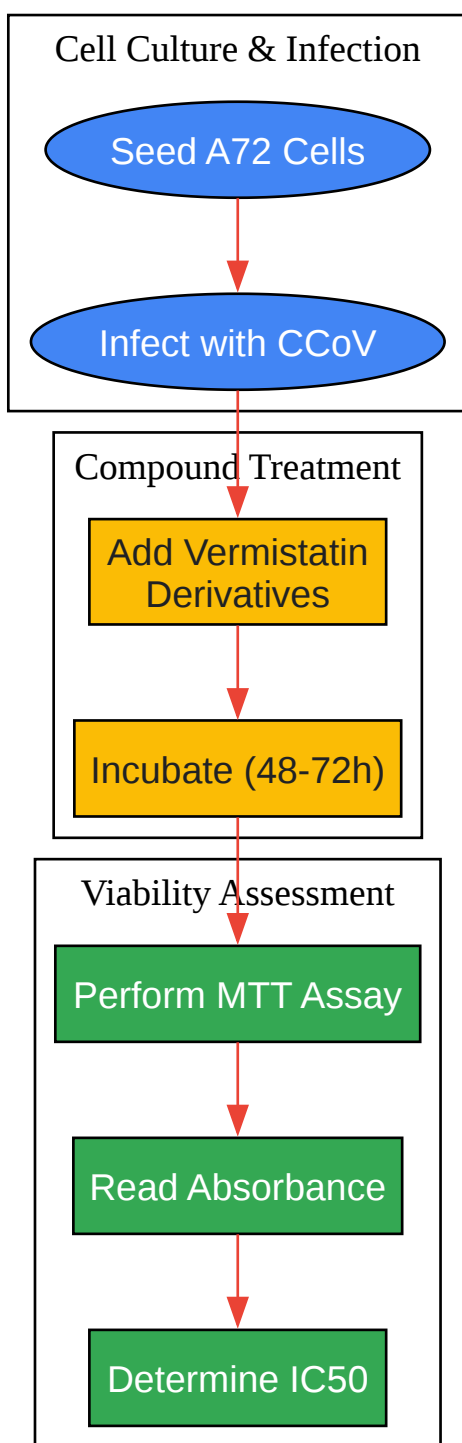 Cell Culture & Infection
Seed A72 Cells
Infect with CCoV
Compound Treatment
Add Vermistatin
Derivatives
Incubate (48-72h)
Viability Assessment
Perform MTT Assay
Read Absorbance
Determine IC50